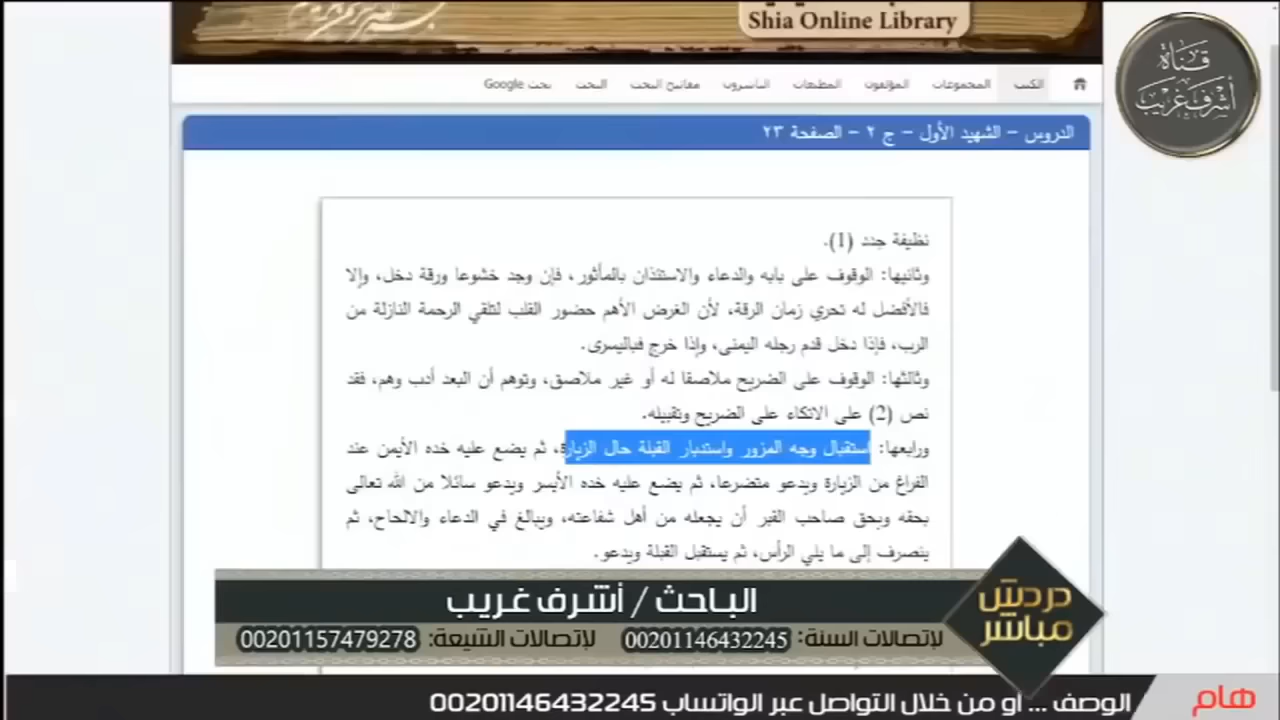 Shia Online Library
قناة
أشرف غريب
الكتب المجموعات المؤلفون الطبعات الناشرون مفاتيح البحث البحث بحث Google
الدروس - الشهيد الأول - ج ٢ - الصفحة ٢٣
نظيفة جدد (1).
وثانيها: الوقوف على بابه والدعاء والاستئذان بالمأثور، فإن وجد خشوعا ورقة دخل، وإلا
فالأفضل له تحري زمان الرقة، لأن الغرض الأهم حضور القلب لتلقي الرحمة النازلة من
الرب، فإذا دخل قدم رجله اليمنى، وإذا خرج فباليسرى.
وثالثها: الوقوف على الضريح ملاصقا له أو غير ملاصق، وتوهم أن البعد أدب وهم، فقد
نص (2) على الاتكاء على الضريح وتقبيله.
ورابعها: استقبال وجه المزور واستدبار القبلة حال الزيارة، ثم يضع عليه خده الأيمن عند
الفراغ من الزيارة ويدعو متضرعا، ثم يضع عليه خده الأيسر ويدعو سائلا من الله تعالى
بحقه وبحق صاحب القبر أن يجعله من أهل شفاعته، ويبالغ في الدعاء والالحاح، ثم
ينصرف إلى ما يلي الرأس، ثم يستقبل القبلة ويدعو.
الباحث / أشرف غريب
دردش
مباشر
لإتصالات السنة: 00201146432245 لإتصالات الشيعة: 00201157479278
هام
الوصف ... أو من خلال التواصل عبر الواتساب 00201146432245